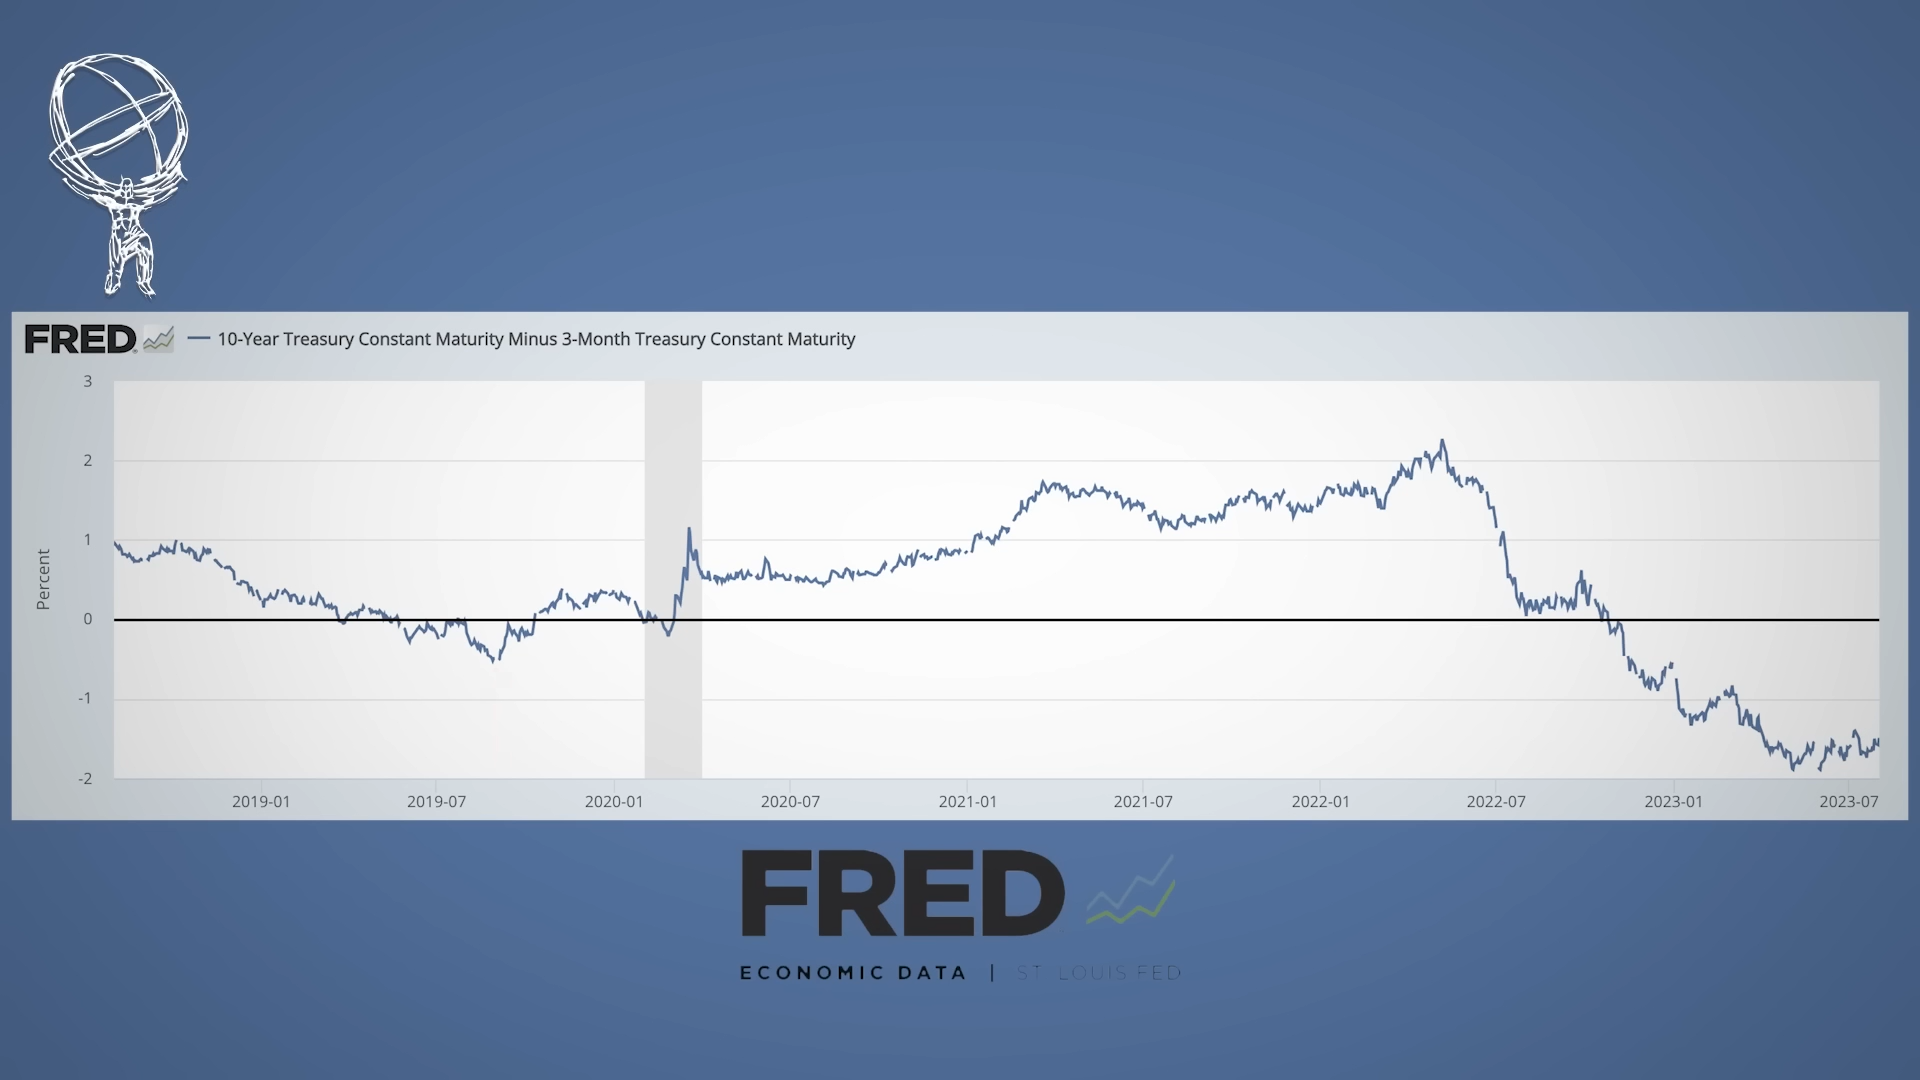 FRED 10-Year Treasury Constant Maturity Minus 3-Month Treasury Constant Maturity
Percent
3
2
1
0
-1
-2
2019-01 2019-07 2020-01 2020-07 2021-01 2021-07 2022-01 2022-07 2023-01 2023-07
FRED
ECONOMIC DATA | ST. LOUIS FED